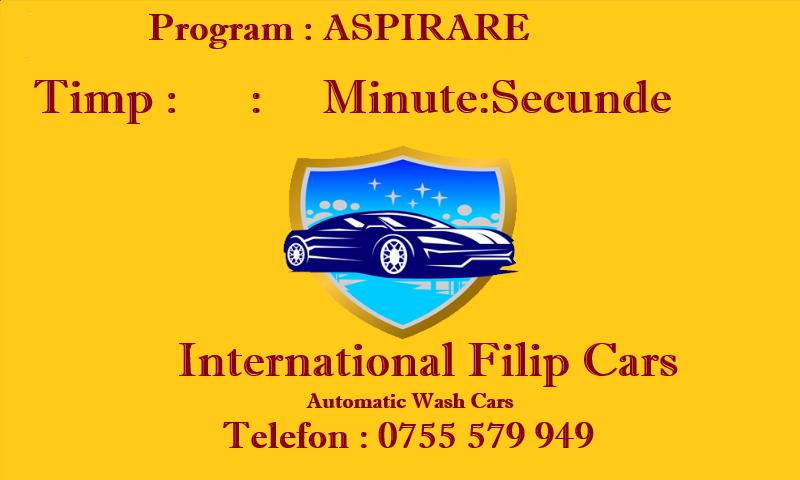 Program : ASPIRARE
Timp : : Minute:Secunde
International Filip Cars
Automatic Wash Cars
Telefon : 0755 579 949